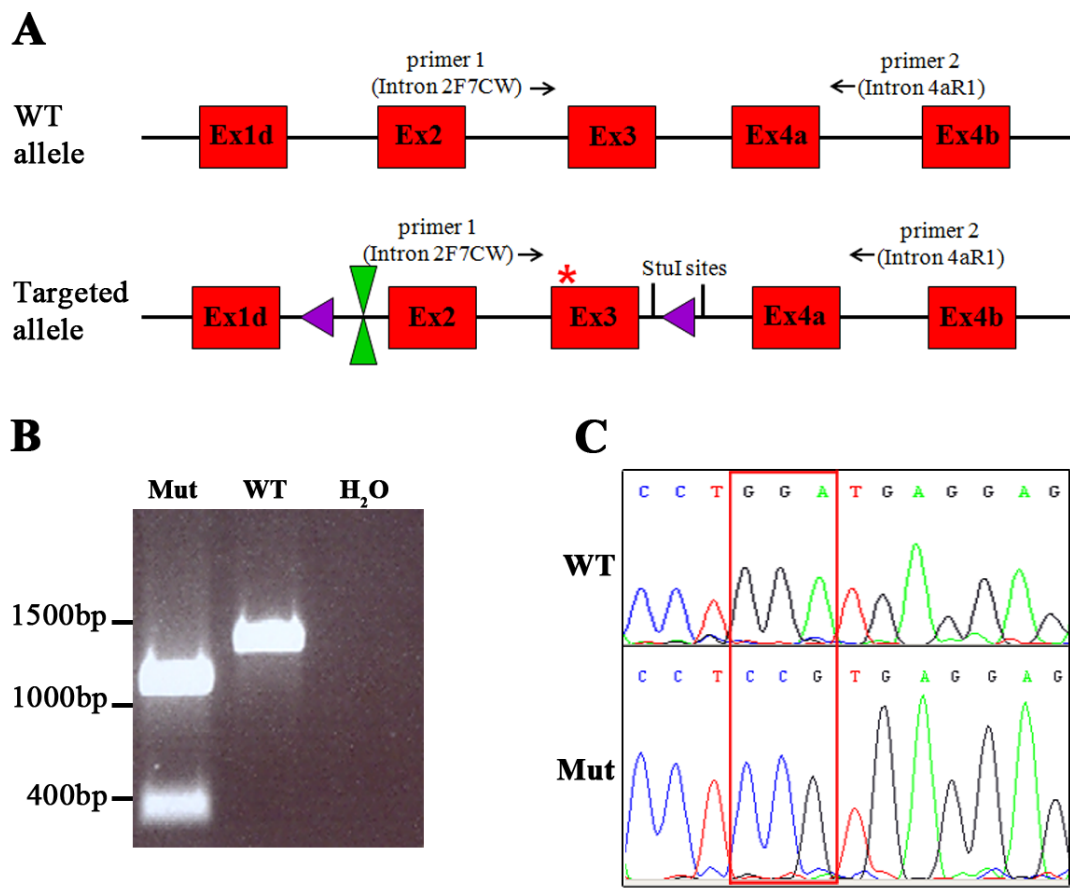 A
primer 1
(Intron 2F7CW)
primer 2
(Intron 4aR1)
WT
allele
Ex1d Ex2 Ex3 Ex4a Ex4b
primer 1
(Intron 2F7CW)
primer 2
(Intron 4aR1)
*
StuI sites
Targeted
allele
Ex1d Ex2 Ex3 Ex4a Ex4b
B
Mut WT H₂O
1500bp
1000bp
400bp
C
C C T G G A T G A G G A G
WT
C C T C C G T G A G G A G
Mut